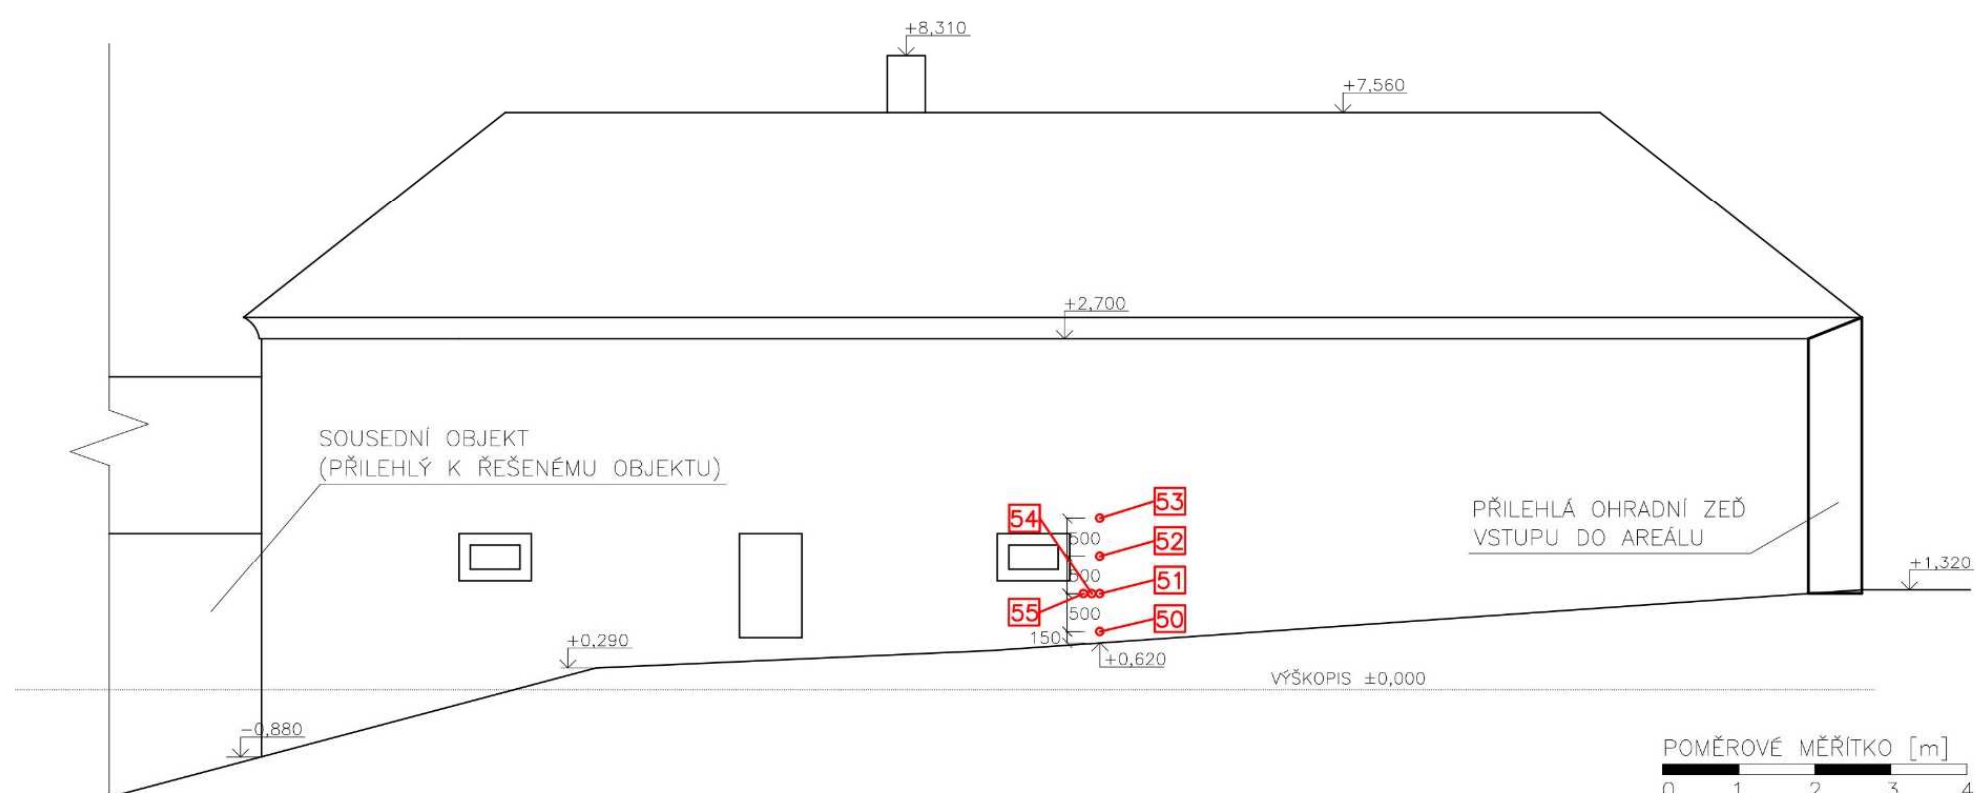 +8,310
+7,560
+2,700
SOUSEDNÍ OBJEKT
(PŘILEHLÝ K ŘEŠENÉMU OBJEKTU)
53
54
500
52
PŘILEHLÁ OHRADNÍ ZEĎ
VSTUPU DO AREÁLU
500
51
+1,320
55
500
50
150
+0,290
+0,620
VÝŠKOPIS ±0,000
-0,880
POMĚROVÉ MĚŘÍTKO [m]
0 1 2 3 4